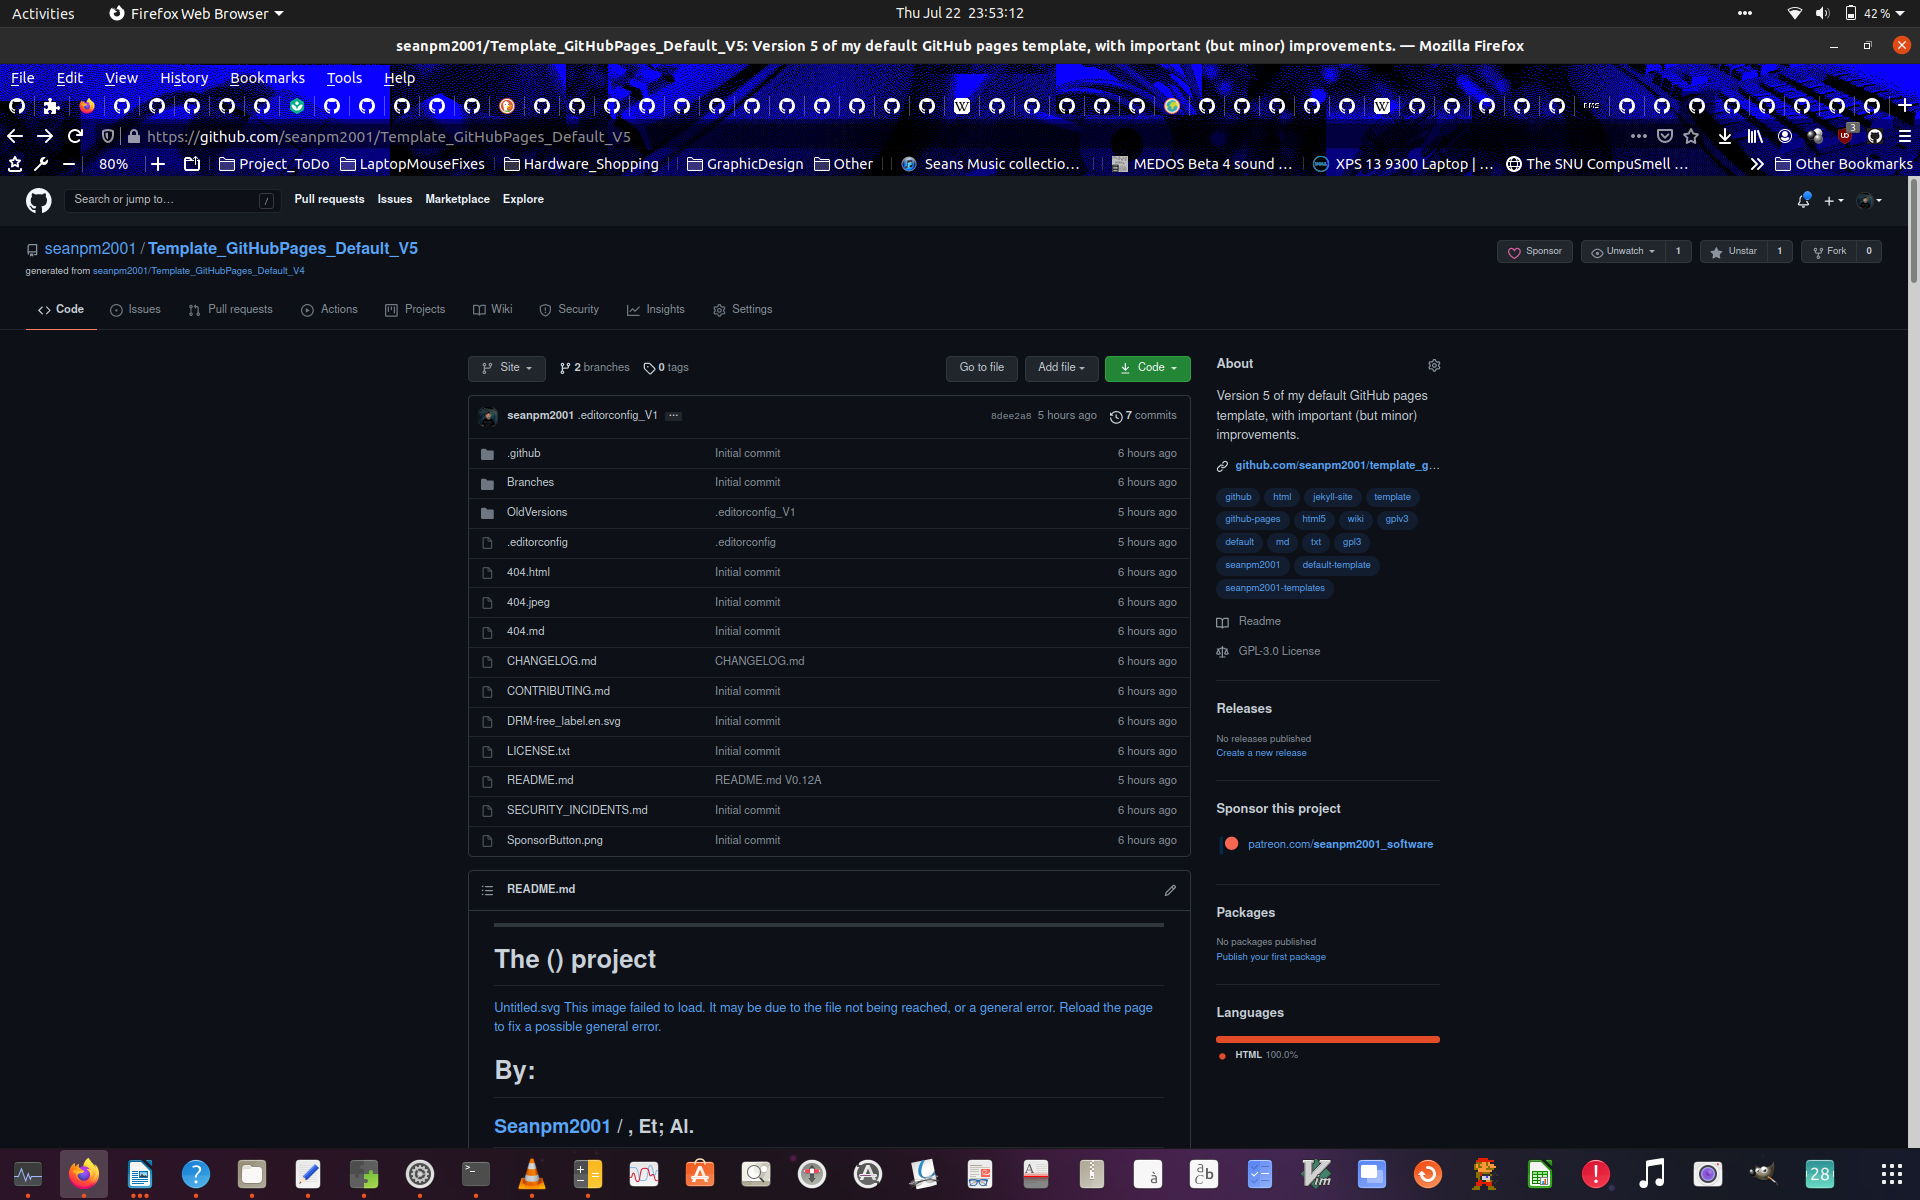 Activities Firefox Web Browser Thu Jul 22 23:53:12 42 %
seanpm2001/Template_GitHubPages_Default_V5: Version 5 of my default GitHub pages template, with important (but minor) improvements. — Mozilla Firefox
File Edit View History Bookmarks Tools Help
https://github.com/seanpm2001/Template_GitHubPages_Default_V5 3
80% Project_ToDo LaptopMouseFixes Hardware_Shopping GraphicDesign Other Seans Music collectio… MEDOS Beta 4 sound … XPS 13 9300 Laptop | … The SNU CompuSmell … Other Bookmarks
Search or jump to… / Pull requests Issues Marketplace Explore
seanpm2001 / Template_GitHubPages_Default_V5 Sponsor Unwatch 1 Unstar 1 Fork 0
generated from seanpm2001/Template_GitHubPages_Default_V4
Code Issues Pull requests Actions Projects Wiki Security Insights Settings
Site 2 branches 0 tags Go to file Add file Code
seanpm2001 .editorconfig_V1 … 8dee2a8 5 hours ago 7 commits
.github Initial commit 6 hours ago
Branches Initial commit 6 hours ago
OldVersions .editorconfig_V1 5 hours ago
.editorconfig .editorconfig 5 hours ago
404.html Initial commit 6 hours ago
404.jpeg Initial commit 6 hours ago
404.md Initial commit 6 hours ago
CHANGELOG.md CHANGELOG.md 6 hours ago
CONTRIBUTING.md Initial commit 6 hours ago
DRM-free_label.en.svg Initial commit 6 hours ago
LICENSE.txt Initial commit 6 hours ago
README.md README.md V0.12A 5 hours ago
SECURITY_INCIDENTS.md Initial commit 6 hours ago
SponsorButton.png Initial commit 6 hours ago
README.md
The () project
Untitled.svg This image failed to load. It may be due to the file not being reached, or a general error. Reload the page
to fix a possible general error.
By:
Seanpm2001 / , Et; Al.
About
Version 5 of my default GitHub pages
template, with important (but minor)
improvements.
github.com/seanpm2001/template_g…
github html jekyll-site template
github-pages html5 wiki gplv3
default md txt gpl3
seanpm2001 default-template
seanpm2001-templates
Readme
GPL-3.0 License
Releases
No releases published
Create a new release
Sponsor this project
patreon.com/seanpm2001_software
Packages
No packages published
Publish your first package
Languages
HTML 100.0%
28